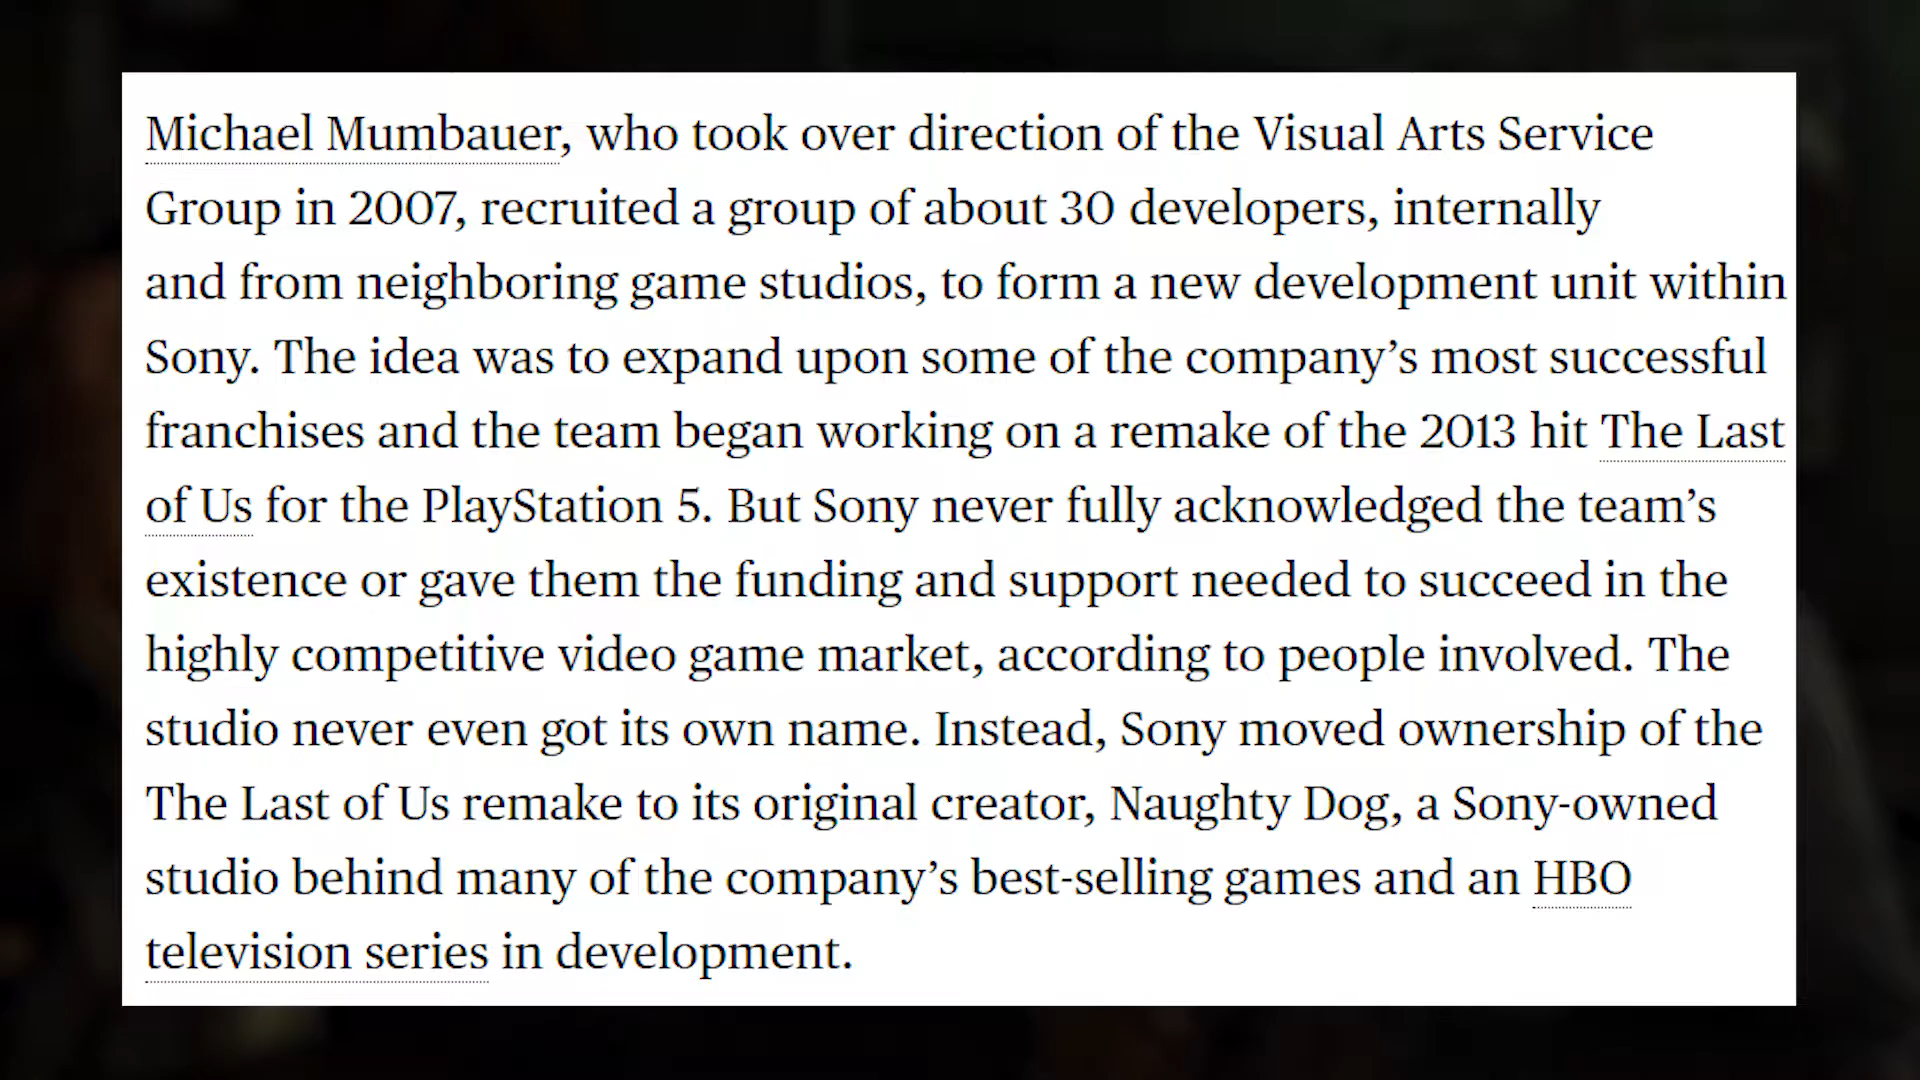 Michael Mumbauer, who took over direction of the Visual Arts Service
Group in 2007, recruited a group of about 30 developers, internally
and from neighboring game studios, to form a new development unit within
Sony. The idea was to expand upon some of the company’s most successful
franchises and the team began working on a remake of the 2013 hit The Last
of Us for the PlayStation 5. But Sony never fully acknowledged the team’s
existence or gave them the funding and support needed to succeed in the
highly competitive video game market, according to people involved. The
studio never even got its own name. Instead, Sony moved ownership of the
The Last of Us remake to its original creator, Naughty Dog, a Sony-owned
studio behind many of the company’s best-selling games and an HBO
television series in development.